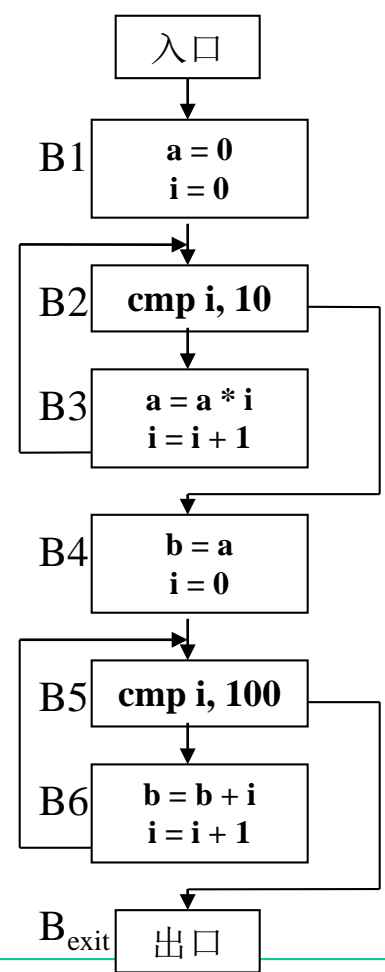 入口
B1
a = 0
i = 0
B2
cmp i, 10
B3
a = a * i
i = i + 1
B4
b = a
i = 0
B5
cmp i, 100
B6
b = b + i
i = i + 1
Bexit
出口